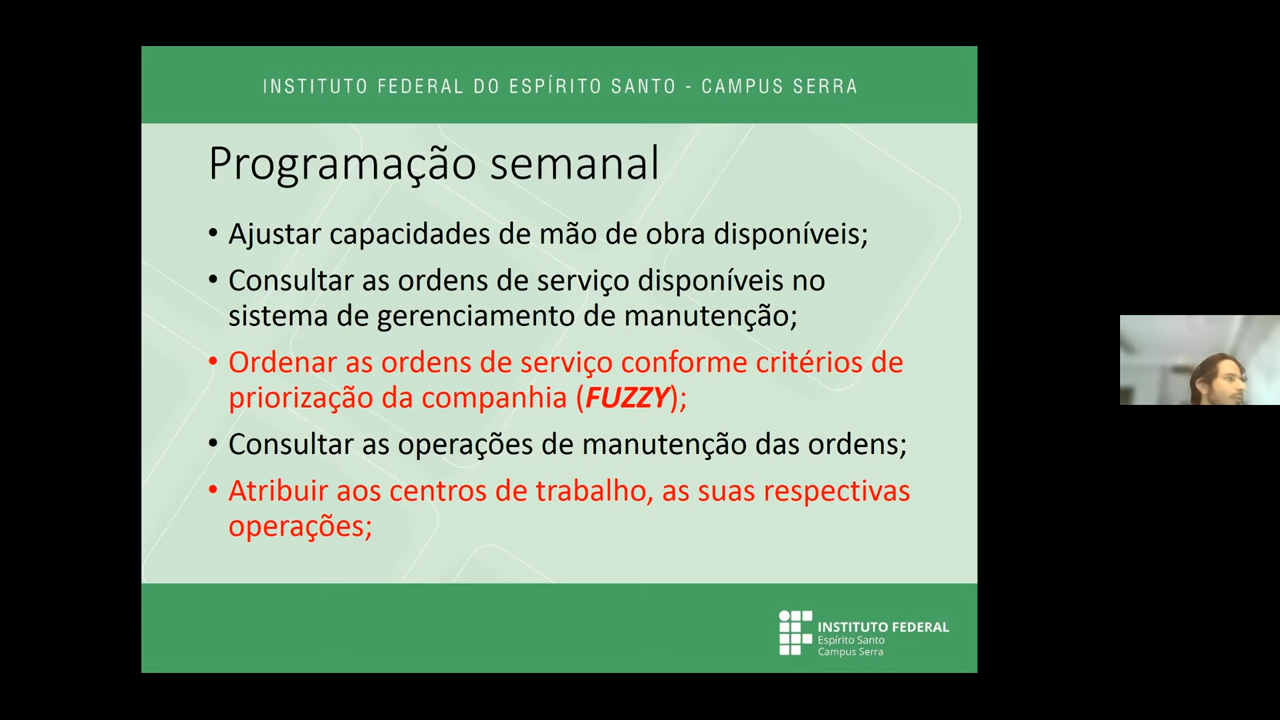 INSTITUTO FEDERAL DO ESPÍRITO SANTO - CAMPUS SERRA
Programação semanal
• Ajustar capacidades de mão de obra disponíveis;
• Consultar as ordens de serviço disponíveis no
sistema de gerenciamento de manutenção;
• Ordenar as ordens de serviço conforme critérios de
priorização da companhia (FUZZY);
• Consultar as operações de manutenção das ordens;
• Atribuir aos centros de trabalho, as suas respectivas
operações;
INSTITUTO FEDERAL
Espírito Santo
Campus Serra